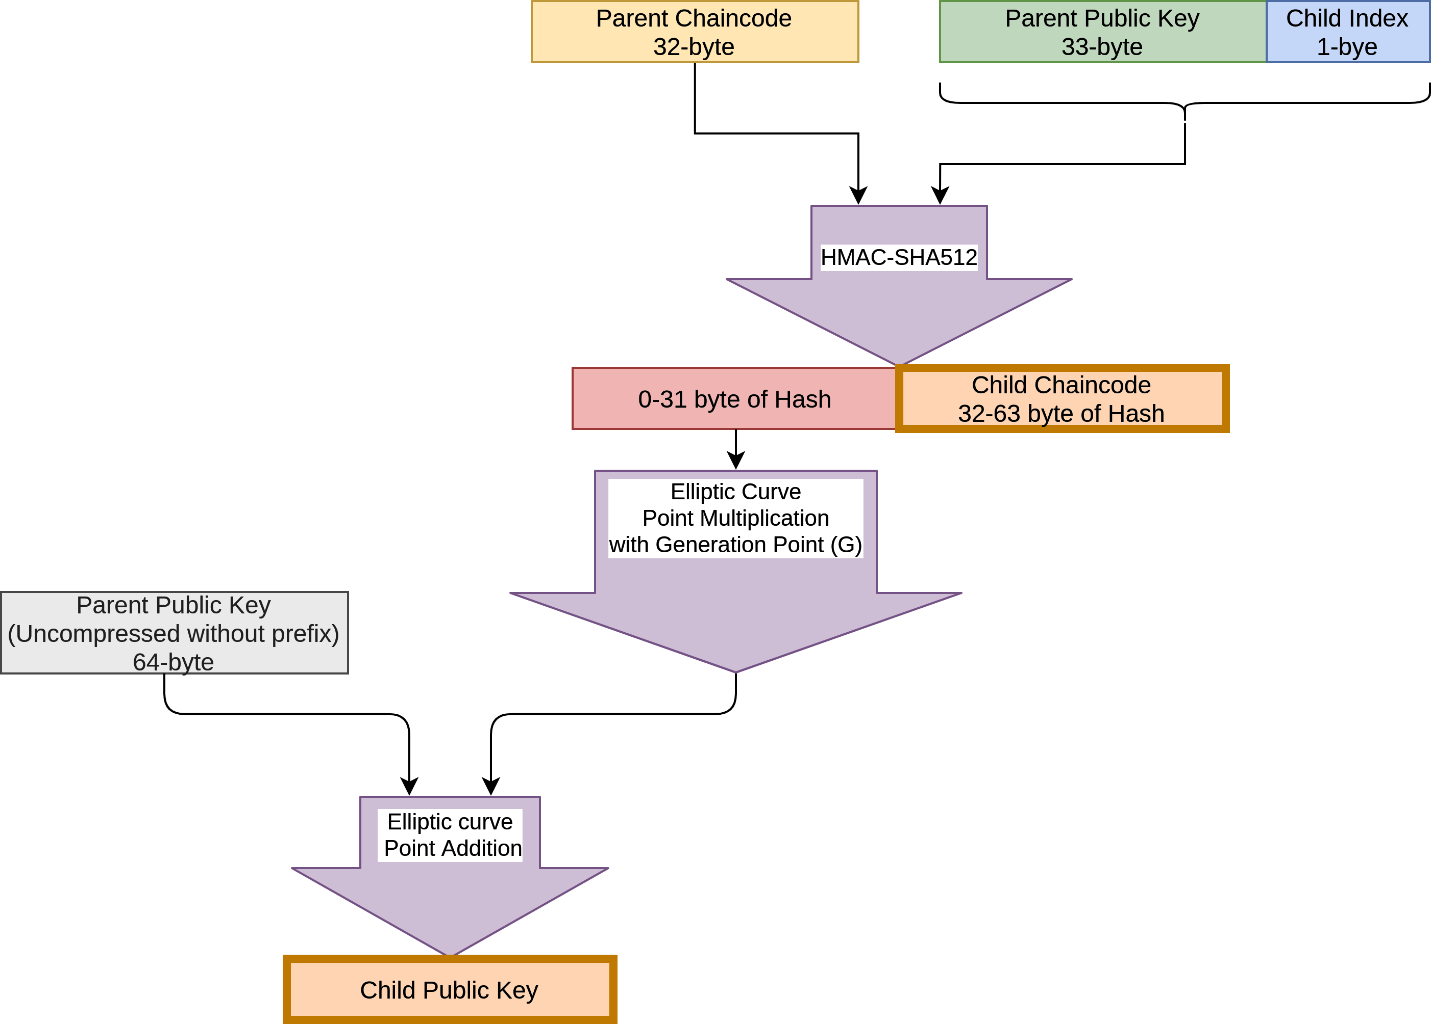 Parent Chaincode
32-byte
Parent Public Key
33-byte
Child Index
1-bye
HMAC-SHA512
0-31 byte of Hash
Child Chaincode
32-63 byte of Hash
Elliptic Curve
Point Multiplication
with Generation Point (G)
Parent Public Key
(Uncompressed without prefix)
64-byte
Elliptic curve
Point Addition
Child Public Key